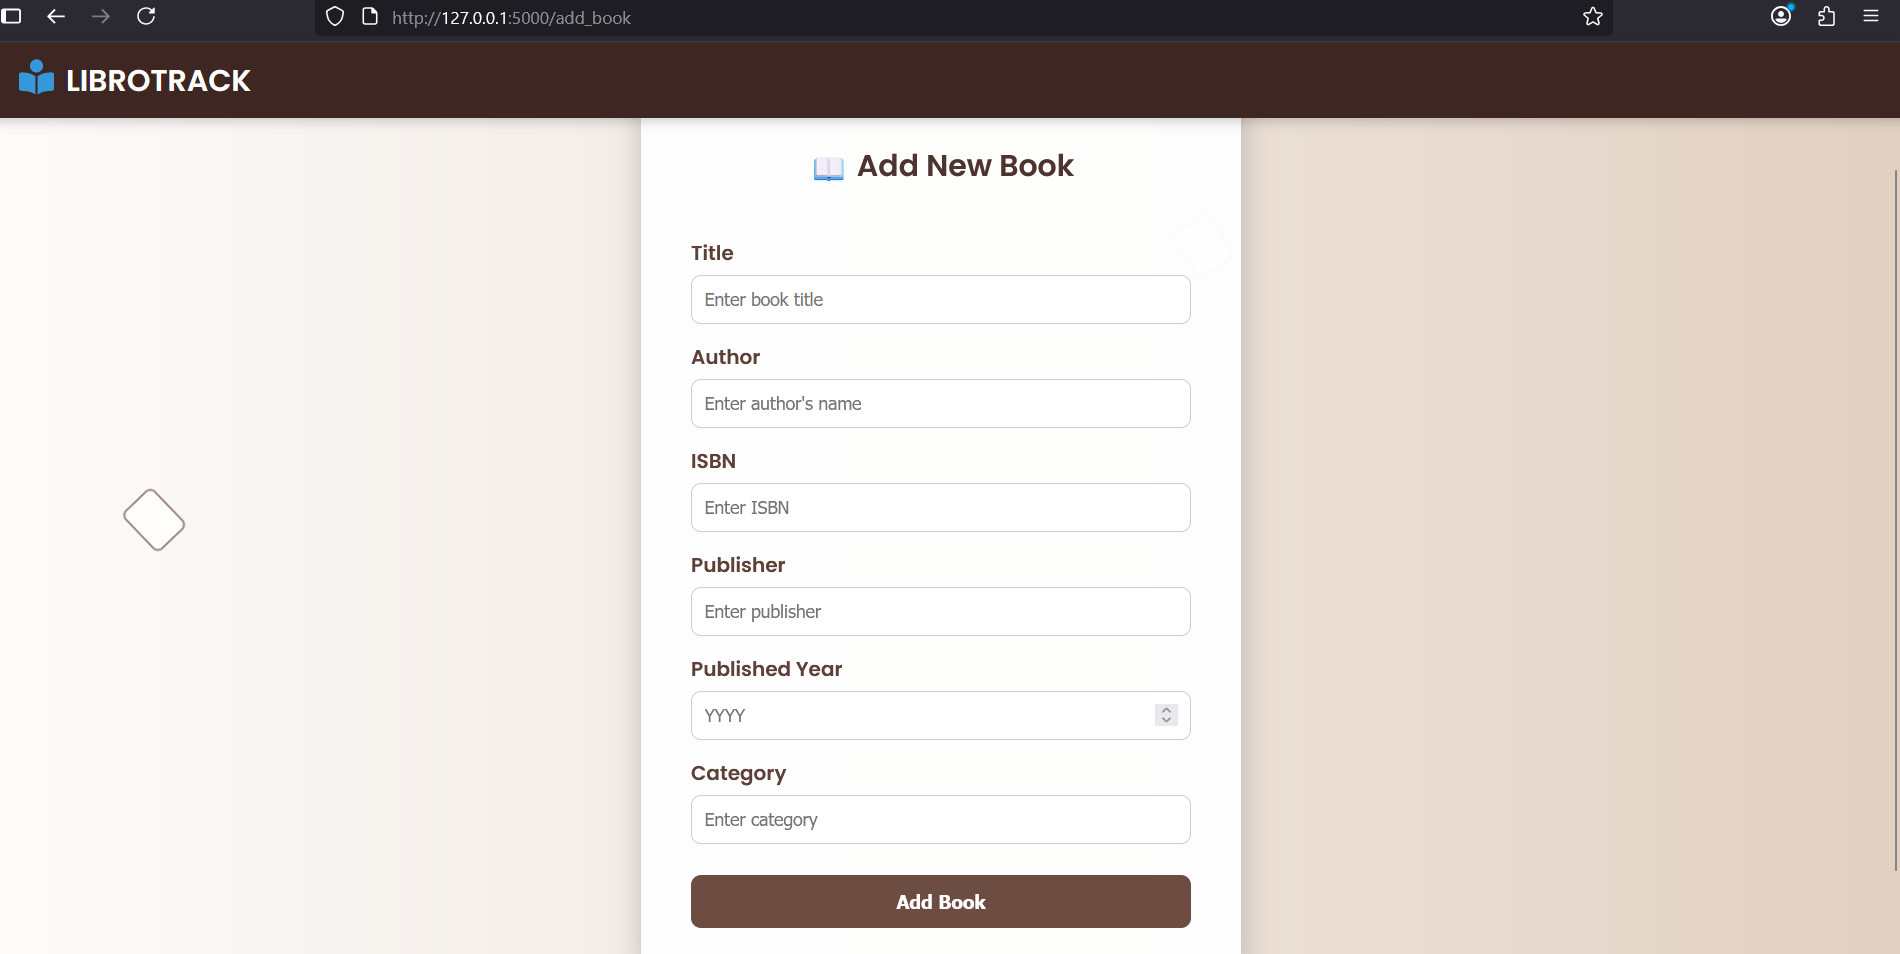 http://127.0.0.1:5000/add_book
LIBROTRACK
Add New Book
Title
Enter book title
Author
Enter author's name
ISBN
Enter ISBN
Publisher
Enter publisher
Published Year
YYYY
Category
Enter category
Add Book